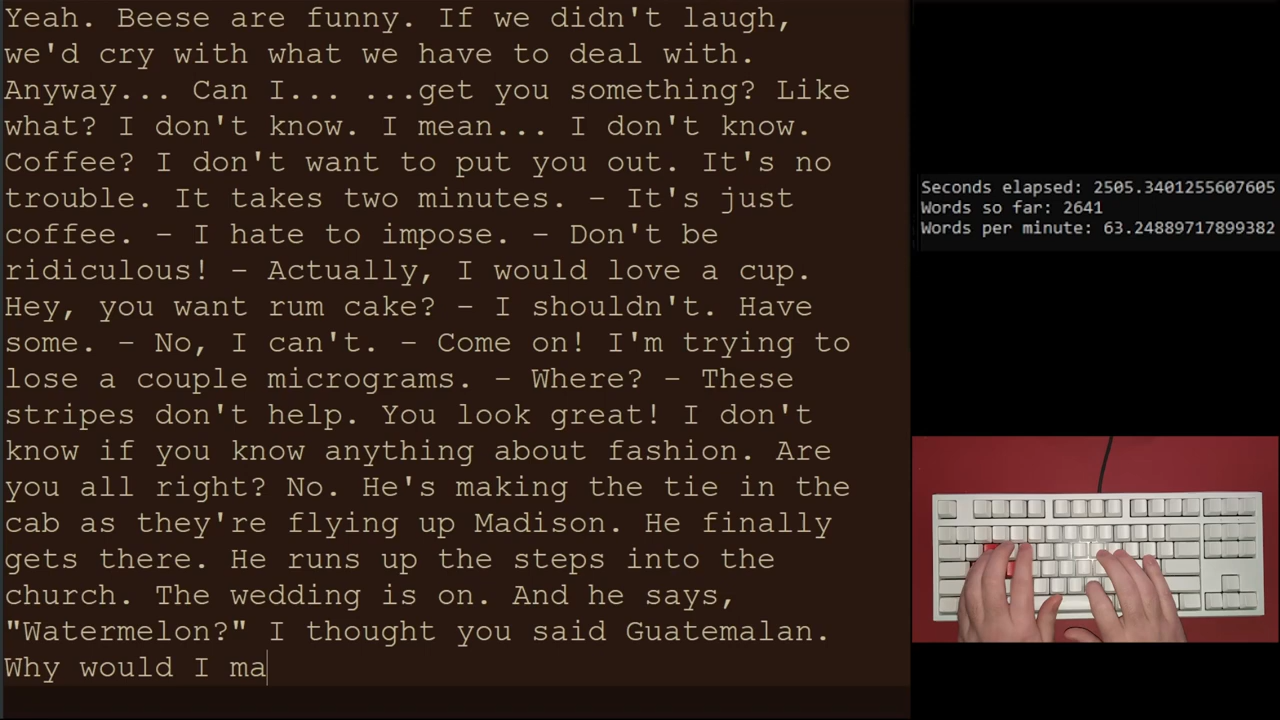 Yeah. Beese are funny. If we didn't laugh,
we'd cry with what we have to deal with.
Anyway... Can I... ...get you something? Like
what? I don't know. I mean... I don't know.
Coffee? I don't want to put you out. It's no
trouble. It takes two minutes. - It's just
coffee. - I hate to impose. - Don't be
ridiculous! - Actually, I would love a cup.
Hey, you want rum cake? - I shouldn't. Have
some. - No, I can't. - Come on! I'm trying to
lose a couple micrograms. - Where? - These
stripes don't help. You look great! I don't
know if you know anything about fashion. Are
you all right? No. He's making the tie in the
cab as they're flying up Madison. He finally
gets there. He runs up the steps into the
church. The wedding is on. And he says,
"Watermelon?" I thought you said Guatemalan.
Why would I ma
Seconds elapsed: 2505.3401255607605
Words so far: 2641
Words per minute: 63.24889717899382